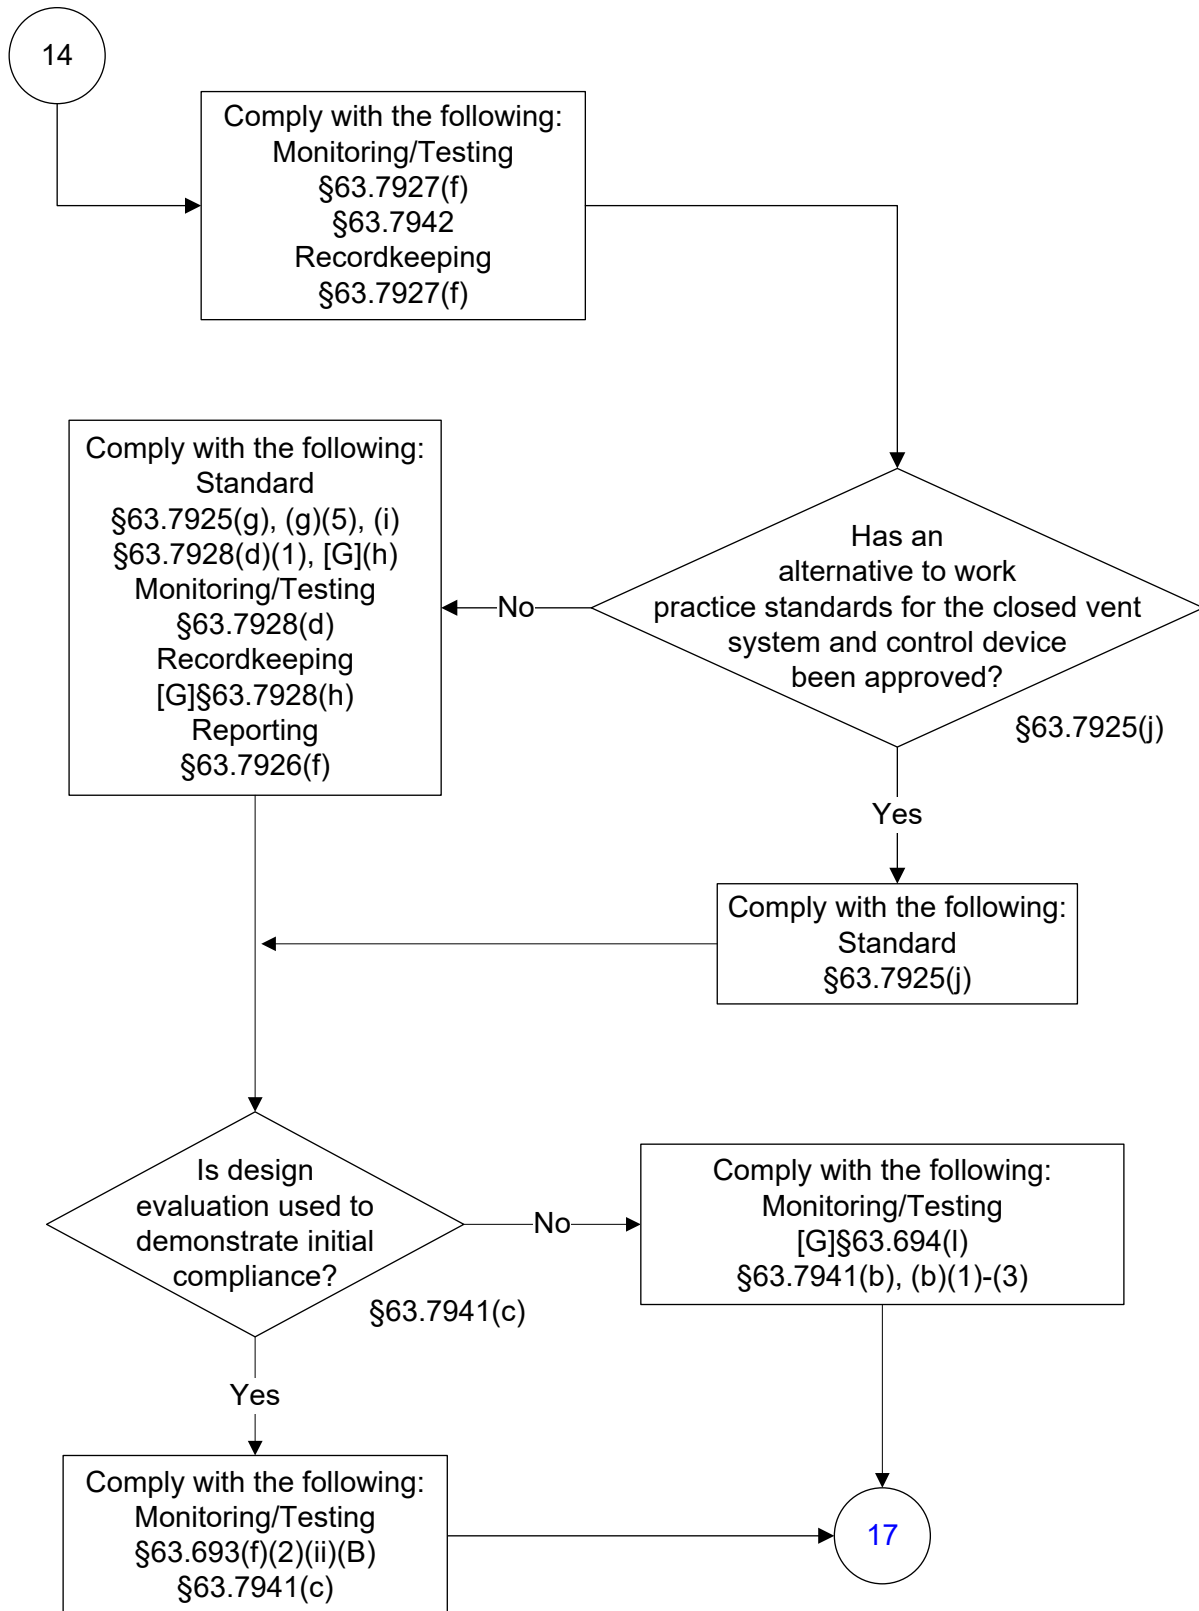 14
Comply with the following:
Monitoring/Testing
§63.7927(f)
§63.7942
Recordkeeping
§63.7927(f)
Has an
alternative to work
practice standards for the closed vent
system and control device
been approved?
§63.7925(j)
No
Comply with the following:
Standard
§63.7925(g), (g)(5), (i)
§63.7928(d)(1), [G](h)
Monitoring/Testing
§63.7928(d)
Recordkeeping
[G]§63.7928(h)
Reporting
§63.7926(f)
Yes
Comply with the following:
Standard
§63.7925(j)
Is design
evaluation used to
demonstrate initial
compliance?
§63.7941(c)
No
Comply with the following:
Monitoring/Testing
[G]§63.694(l)
§63.7941(b), (b)(1)-(3)
Yes
Comply with the following:
Monitoring/Testing
§63.693(f)(2)(ii)(B)
§63.7941(c)
17